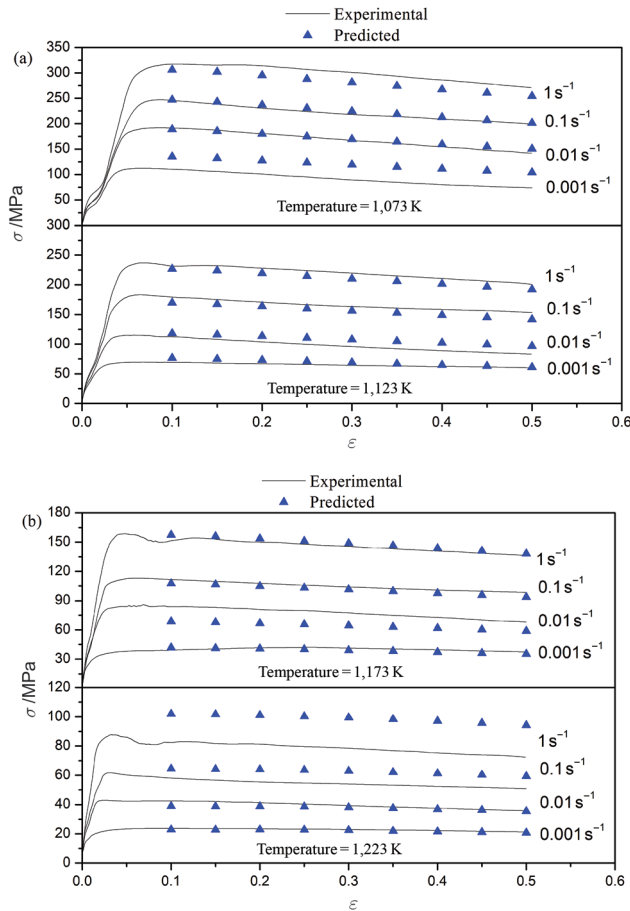 Experimental
Predicted
(a)
350
300
250
200
150
100
50
300
250
200
150
100
50
0
σ /MPa
1 s⁻¹
0.1 s⁻¹
0.01 s⁻¹
0.001 s⁻¹
Temperature = 1,073 K
1 s⁻¹
0.1 s⁻¹
0.01 s⁻¹
0.001 s⁻¹
Temperature = 1,123 K
0.0 0.1 0.2 0.3 0.4 0.5 0.6
ε
Experimental
Predicted
(b)
180
150
120
90
60
30
120
100
80
60
40
20
0
σ /MPa
1 s⁻¹
0.1 s⁻¹
0.01 s⁻¹
0.001 s⁻¹
Temperature = 1,173 K
1 s⁻¹
0.1 s⁻¹
0.01 s⁻¹
0.001 s⁻¹
Temperature = 1,223 K
0.0 0.1 0.2 0.3 0.4 0.5 0.6
ε